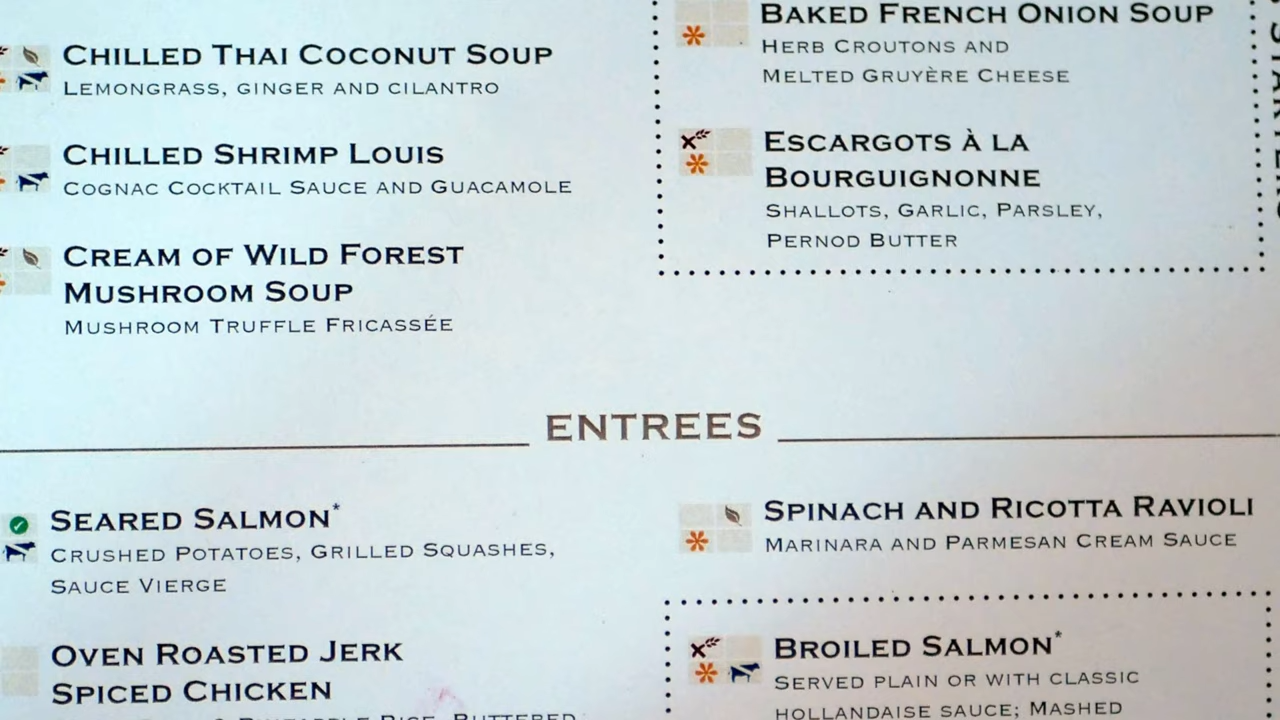 CHILLED THAI COCONUT SOUP
LEMONGRASS, GINGER AND CILANTRO
CHILLED SHRIMP LOUIS
COGNAC COCKTAIL SAUCE AND GUACAMOLE
CREAM OF WILD FOREST
MUSHROOM SOUP
MUSHROOM TRUFFLE FRICASSÉE
BAKED FRENCH ONION SOUP
HERB CROUTONS AND
MELTED GRUYÈRE CHEESE
ESCARGOTS À LA
BOURGUIGNONNE
SHALLOTS, GARLIC, PARSLEY,
PERNOD BUTTER
ENTREES
SEARED SALMON*
CRUSHED POTATOES, GRILLED SQUASHES,
SAUCE VIERGE
OVEN ROASTED JERK
SPICED CHICKEN
PINEAPPLE RICE, BUTTERED
SPINACH AND RICOTTA RAVIOLI
MARINARA AND PARMESAN CREAM SAUCE
BROILED SALMON*
SERVED PLAIN OR WITH CLASSIC
HOLLANDAISE SAUCE; MASHED